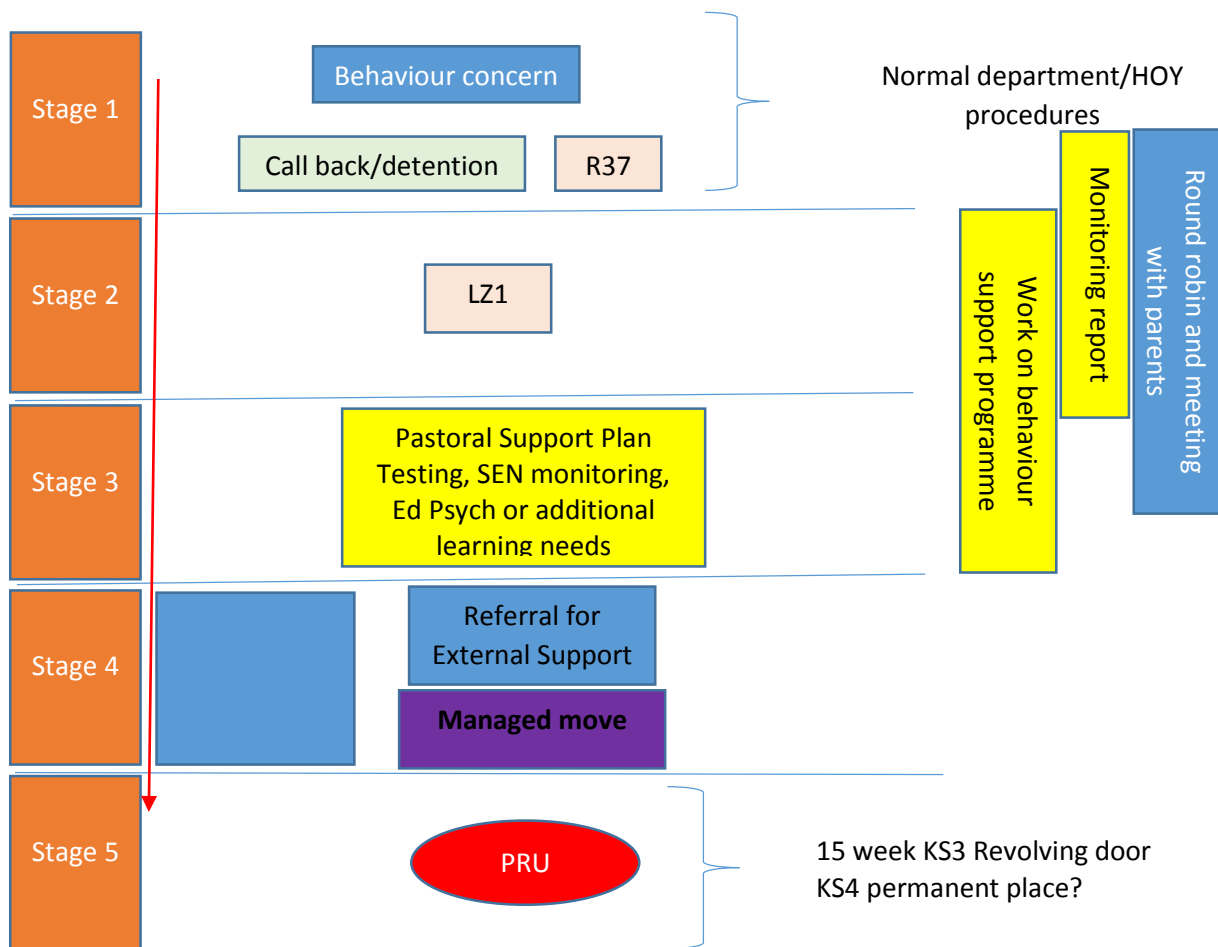 Stage 1
Behaviour concern
Call back/detention
R37
Normal department/HOY
procedures
Round robin and meeting
with parents
Monitoring report
Work on behaviour
support programme
Stage 2
LZ1
Stage 3
Pastoral Support Plan
Testing, SEN monitoring,
Ed Psych or additional
learning needs
Stage 4
Referral for
External Support
Managed move
Stage 5
PRU
15 week KS3 Revolving door
KS4 permanent place?